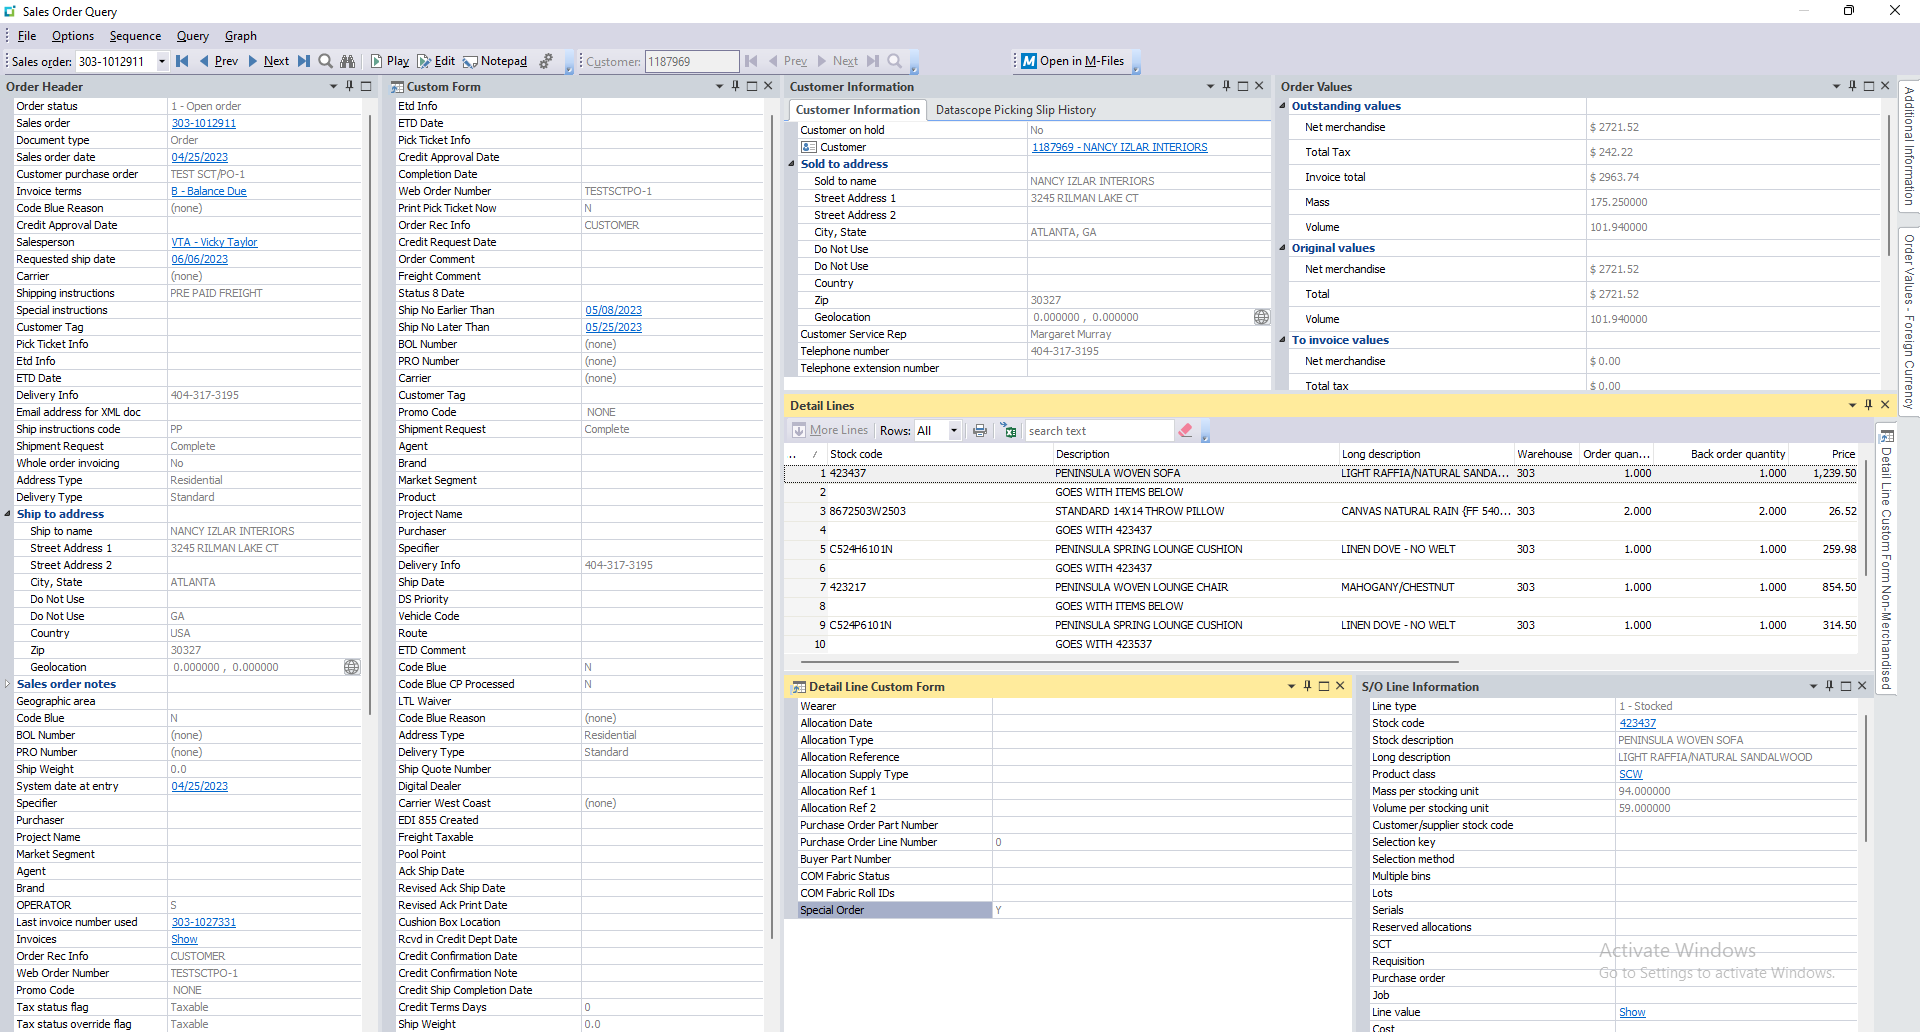 Sales Order Query
File Options Sequence Query Graph
Sales order: 303-1012911 Prev Next Play Edit Notepad Customer: 1187969 Prev Next Open in M-Files
Order Header
Order status 1 - Open order
Sales order 303-1012911
Document type Order
Sales order date 04/25/2023
Customer purchase order TEST SCT/PO-1
Invoice terms B - Balance Due
Code Blue Reason (none)
Credit Approval Date
Salesperson VTA - Vicky Taylor
Requested ship date 06/06/2023
Carrier (none)
Shipping instructions PRE PAID FREIGHT
Special instructions
Customer Tag
Pick Ticket Info
Etd Info
ETD Date
Delivery Info 404-317-3195
Email address for XML doc
Ship instructions code PP
Shipment Request Complete
Whole order invoicing No
Address Type Residential
Delivery Type Standard
Ship to address
Ship to name NANCY IZLAR INTERIORS
Street Address 1 3245 RILMAN LAKE CT
Street Address 2
City, State ATLANTA
Do Not Use
Do Not Use GA
Country USA
Zip 30327
Geolocation 0.000000 , 0.000000
Sales order notes
Geographic area
Code Blue N
BOL Number (none)
PRO Number (none)
Ship Weight 0.0
System date at entry 04/25/2023
Specifier
Purchaser
Project Name
Market Segment
Agent
Brand
OPERATOR S
Last invoice number used 303-1027331
Invoices Show
Order Rec Info CUSTOMER
Web Order Number TESTSCTPO-1
Promo Code NONE
Tax status flag Taxable
Tax status override flag Taxable
Custom Form
Etd Info
ETD Date
Pick Ticket Info
Credit Approval Date
Completion Date
Web Order Number TESTSCTPO-1
Print Pick Ticket Now N
Order Rec Info CUSTOMER
Credit Request Date
Order Comment
Freight Comment
Status 8 Date
Ship No Earlier Than 05/08/2023
Ship No Later Than 05/25/2023
BOL Number (none)
PRO Number (none)
Carrier (none)
Customer Tag
Promo Code NONE
Shipment Request Complete
Agent
Brand
Market Segment
Product
Project Name
Purchaser
Specifier
Delivery Info 404-317-3195
Ship Date
DS Priority
Vehicle Code
Route
ETD Comment
Code Blue N
Code Blue CP Processed N
LTL Waiver
Code Blue Reason (none)
Address Type Residential
Delivery Type Standard
Ship Quote Number
Digital Dealer
Carrier West Coast (none)
EDI 855 Created
Freight Taxable
Pool Point
Ack Ship Date
Revised Ack Ship Date
Revised Ack Print Date
Cushion Box Location
Rcvd in Credit Dept Date
Credit Confirmation Date
Credit Confirmation Note
Credit Ship Completion Date
Credit Terms Days 0
Ship Weight 0.0
Customer Information
Customer Information Datascope Picking Slip History
Customer on hold No
Customer 1187969 - NANCY IZLAR INTERIORS
Sold to address
Sold to name NANCY IZLAR INTERIORS
Street Address 1 3245 RILMAN LAKE CT
Street Address 2
City, State ATLANTA, GA
Do Not Use
Do Not Use
Country
Zip 30327
Geolocation 0.000000 , 0.000000
Customer Service Rep Margaret Murray
Telephone number 404-317-3195
Telephone extension number
Order Values
Outstanding values
Net merchandise $ 2721.52
Total Tax $ 242.22
Invoice total $ 2963.74
Mass 175.250000
Volume 101.940000
Original values
Net merchandise $ 2721.52
Total $ 2721.52
Volume 101.940000
To invoice values
Net merchandise $ 0.00
Total tax $ 0.00
Additional Information
Order Values - Foreign Currency
Detail Lines
More Lines Rows: All search text
.. / Stock code Description Long description Warehouse Order quan... Back order quantity Price
1 423437 PENINSULA WOVEN SOFA LIGHT RAFFIA/NATURAL SANDA... 303 1.000 1.000 1,239.50
2 GOES WITH ITEMS BELOW
3 8672503W2503 STANDARD 14X14 THROW PILLOW CANVAS NATURAL RAIN {FF 540... 303 2.000 2.000 26.52
4 GOES WITH 423437
5 C524H6101N PENINSULA SPRING LOUNGE CUSHION LINEN DOVE - NO WELT 303 1.000 1.000 259.98
6 GOES WITH 423437
7 423217 PENINSULA WOVEN LOUNGE CHAIR MAHOGANY/CHESTNUT 303 1.000 1.000 854.50
8 GOES WITH ITEMS BELOW
9 C524P6101N PENINSULA SPRING LOUNGE CUSHION LINEN DOVE - NO WELT 303 1.000 1.000 314.50
10 GOES WITH 423537
Detail Line Custom Form Non-Merchandised
Detail Line Custom Form
Wearer
Allocation Date
Allocation Type
Allocation Reference
Allocation Supply Type
Allocation Ref 1
Allocation Ref 2
Purchase Order Part Number
Purchase Order Line Number 0
Buyer Part Number
COM Fabric Status
COM Fabric Roll IDs
Special Order Y
S/O Line Information
Line type 1 - Stocked
Stock code 423437
Stock description PENINSULA WOVEN SOFA
Long description LIGHT RAFFIA/NATURAL SANDALWOOD
Product class SCW
Mass per stocking unit 94.000000
Volume per stocking unit 59.000000
Customer/supplier stock code
Selection key
Selection method
Multiple bins
Lots
Serials
Reserved allocations
SCT
Requisition
Purchase order
Job
Line value Show
Cost
Activate Windows
Go to Settings to activate Windows.